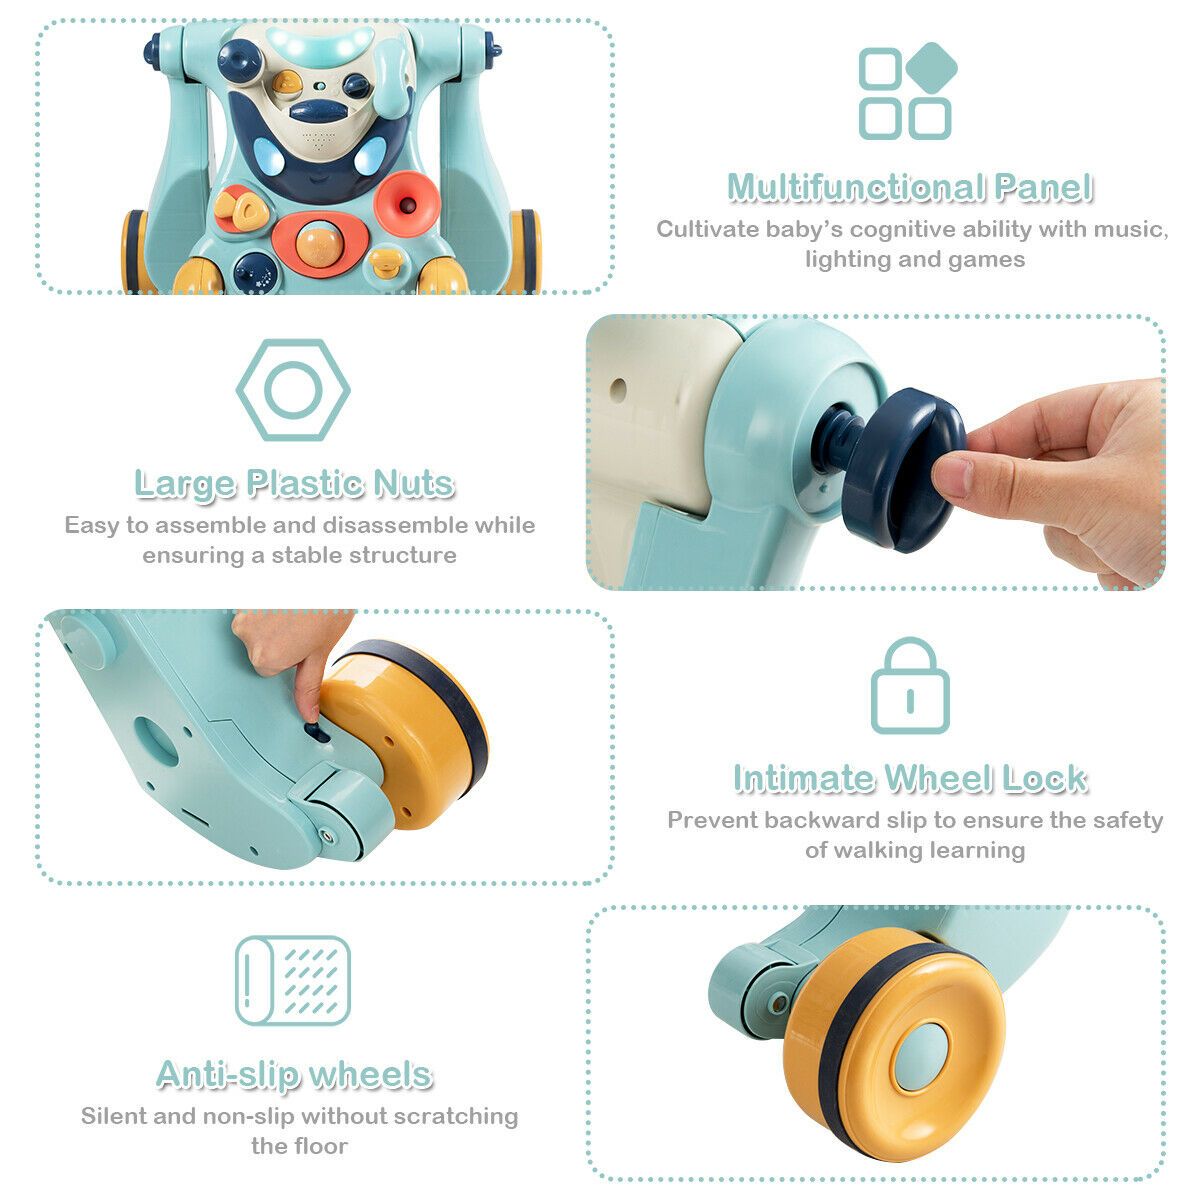 Multifunctional Panel
Cultivate baby's cognitive ability with music,
lighting and games
Large Plastic Nuts
Easy to assemble and disassemble while
ensuring a stable structure
Intimate Wheel Lock
Prevent backward slip to ensure the safety
of walking learning
Anti-slip wheels
Silent and non-slip without scratching
the floor